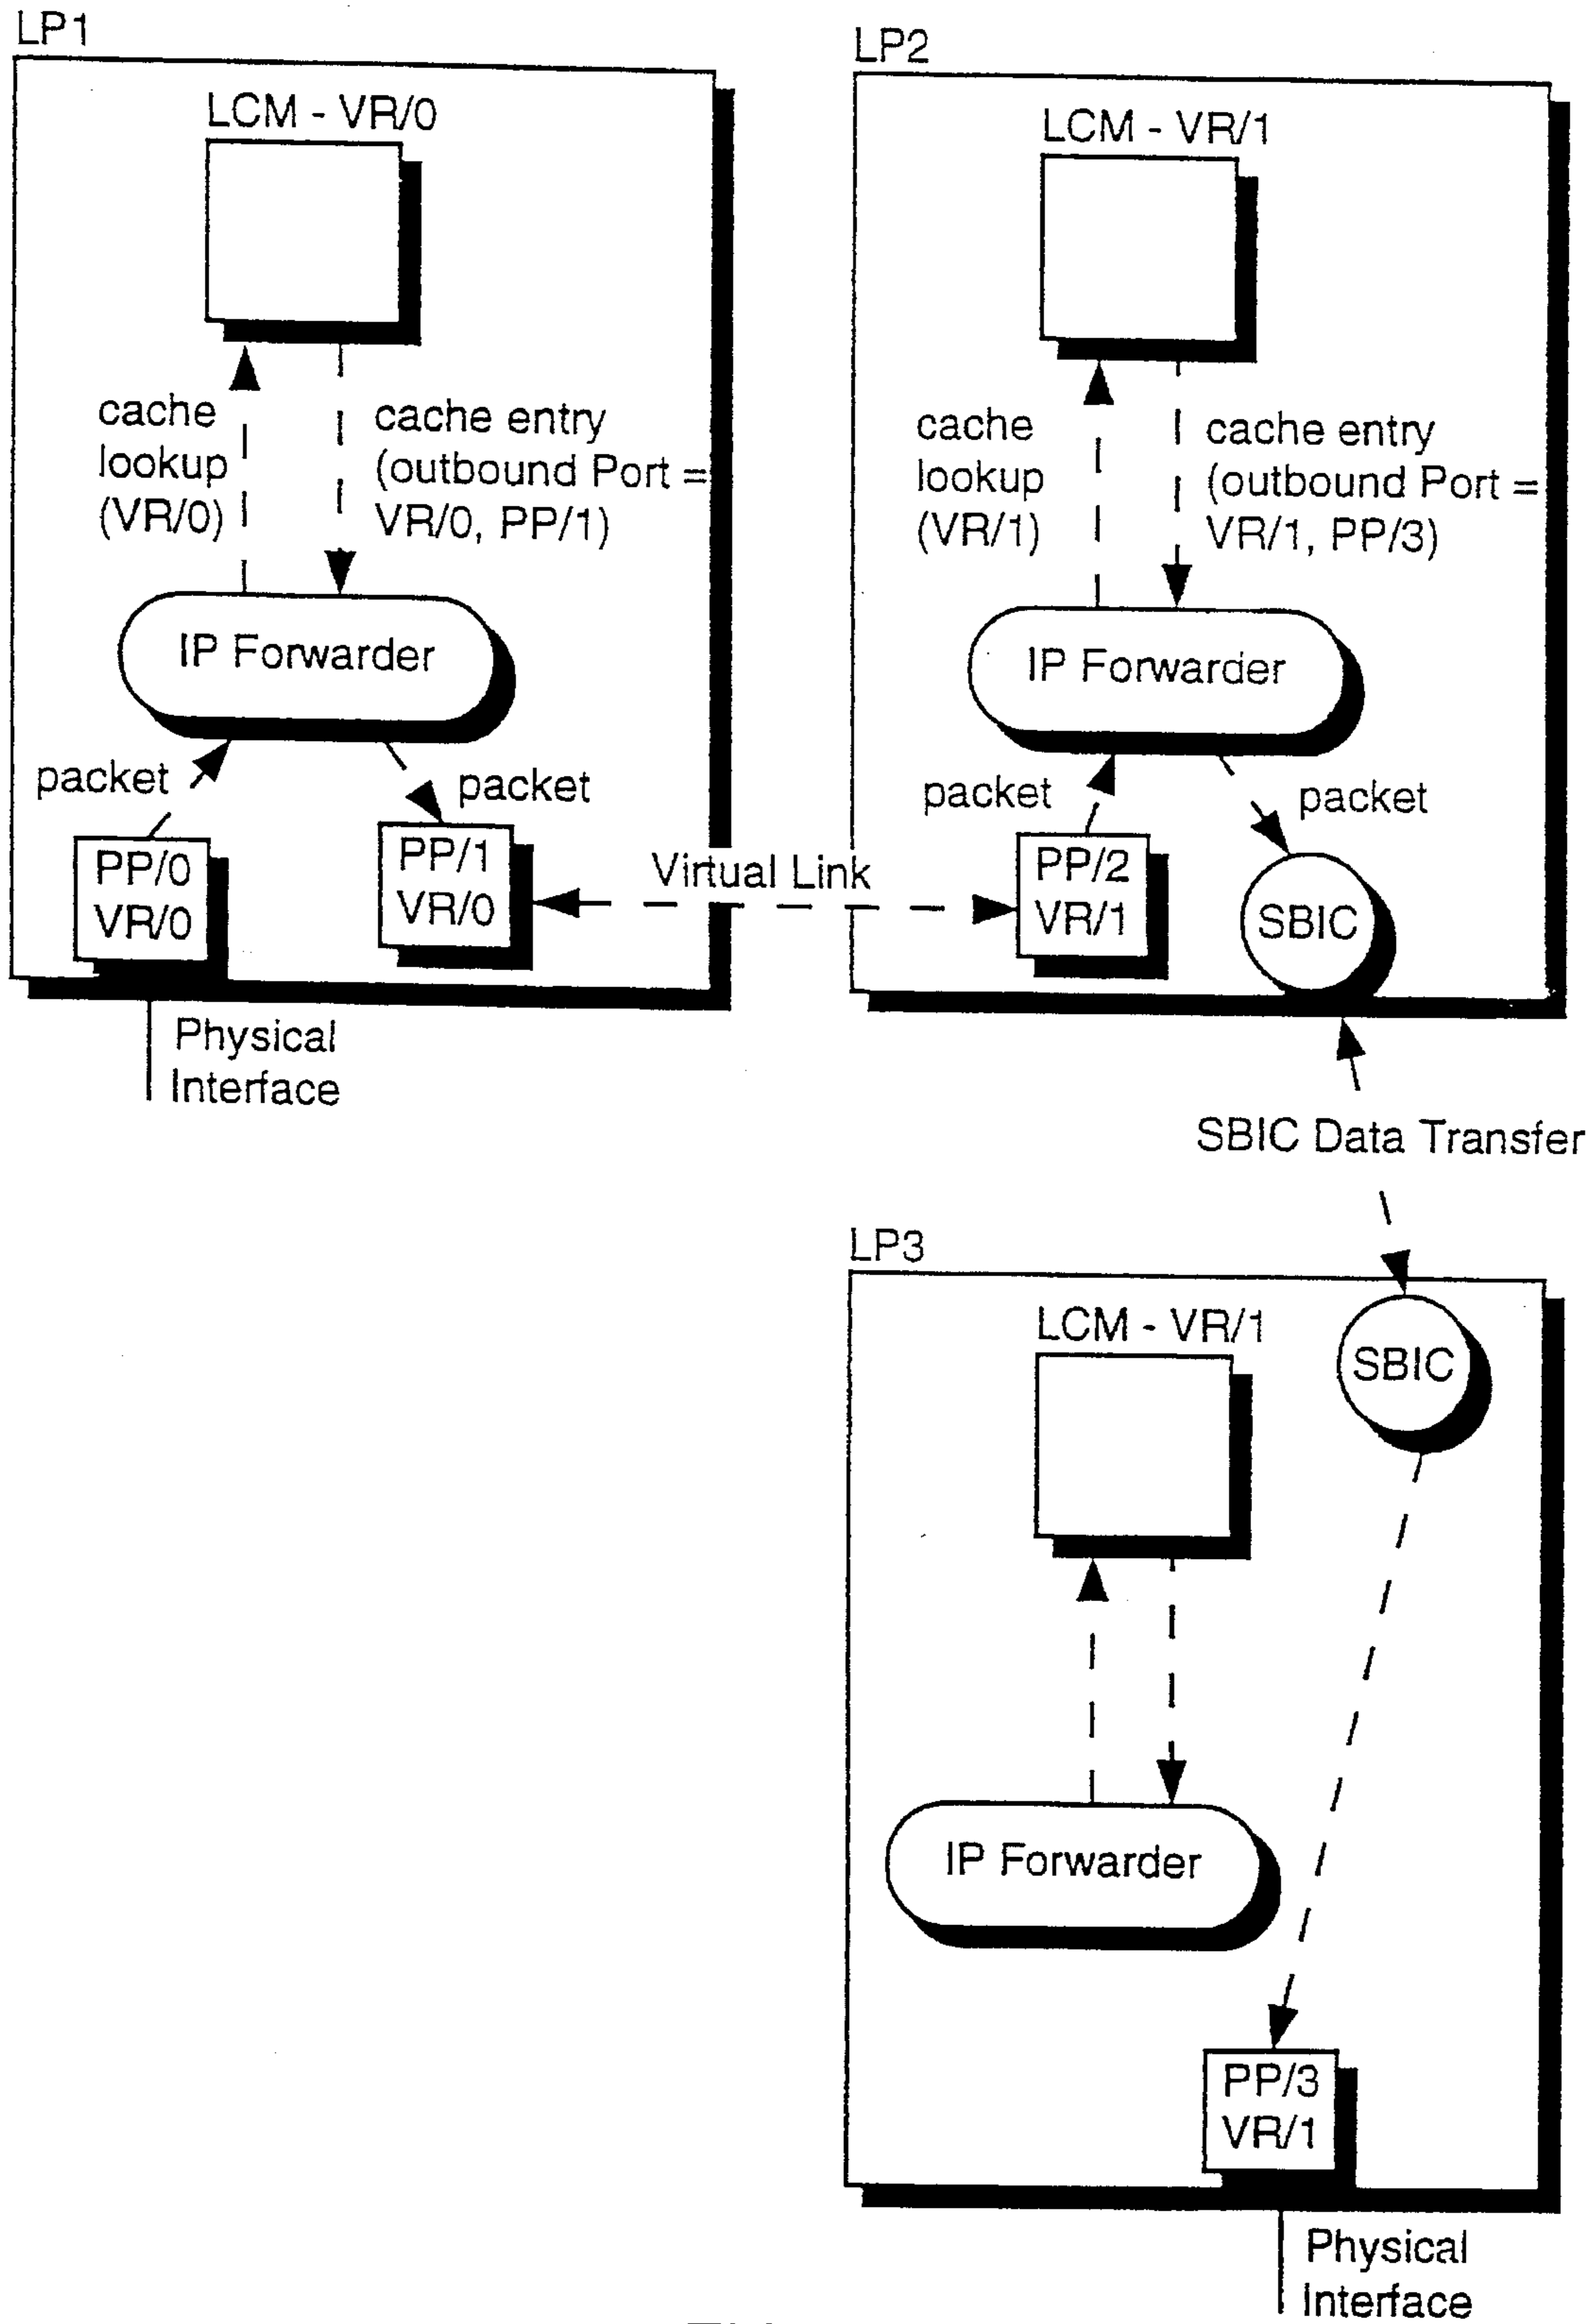 LP1
LCM - VR/0
cache
lookup
(VR/0)
cache entry
(outbound Port =
VR/0, PP/1)
IP Forwarder
packet
packet
PP/0
VR/0
PP/1
VR/0
Physical
Interface
Virtual Link
LP2
LCM - VR/1
cache
lookup
(VR/1)
cache entry
(outbound Port =
VR/1, PP/3)
IP Forwarder
packet
packet
PP/2
VR/1
SBIC
SBIC Data Transfer
LP3
LCM - VR/1
SBIC
IP Forwarder
PP/3
VR/1
Physical
Interface